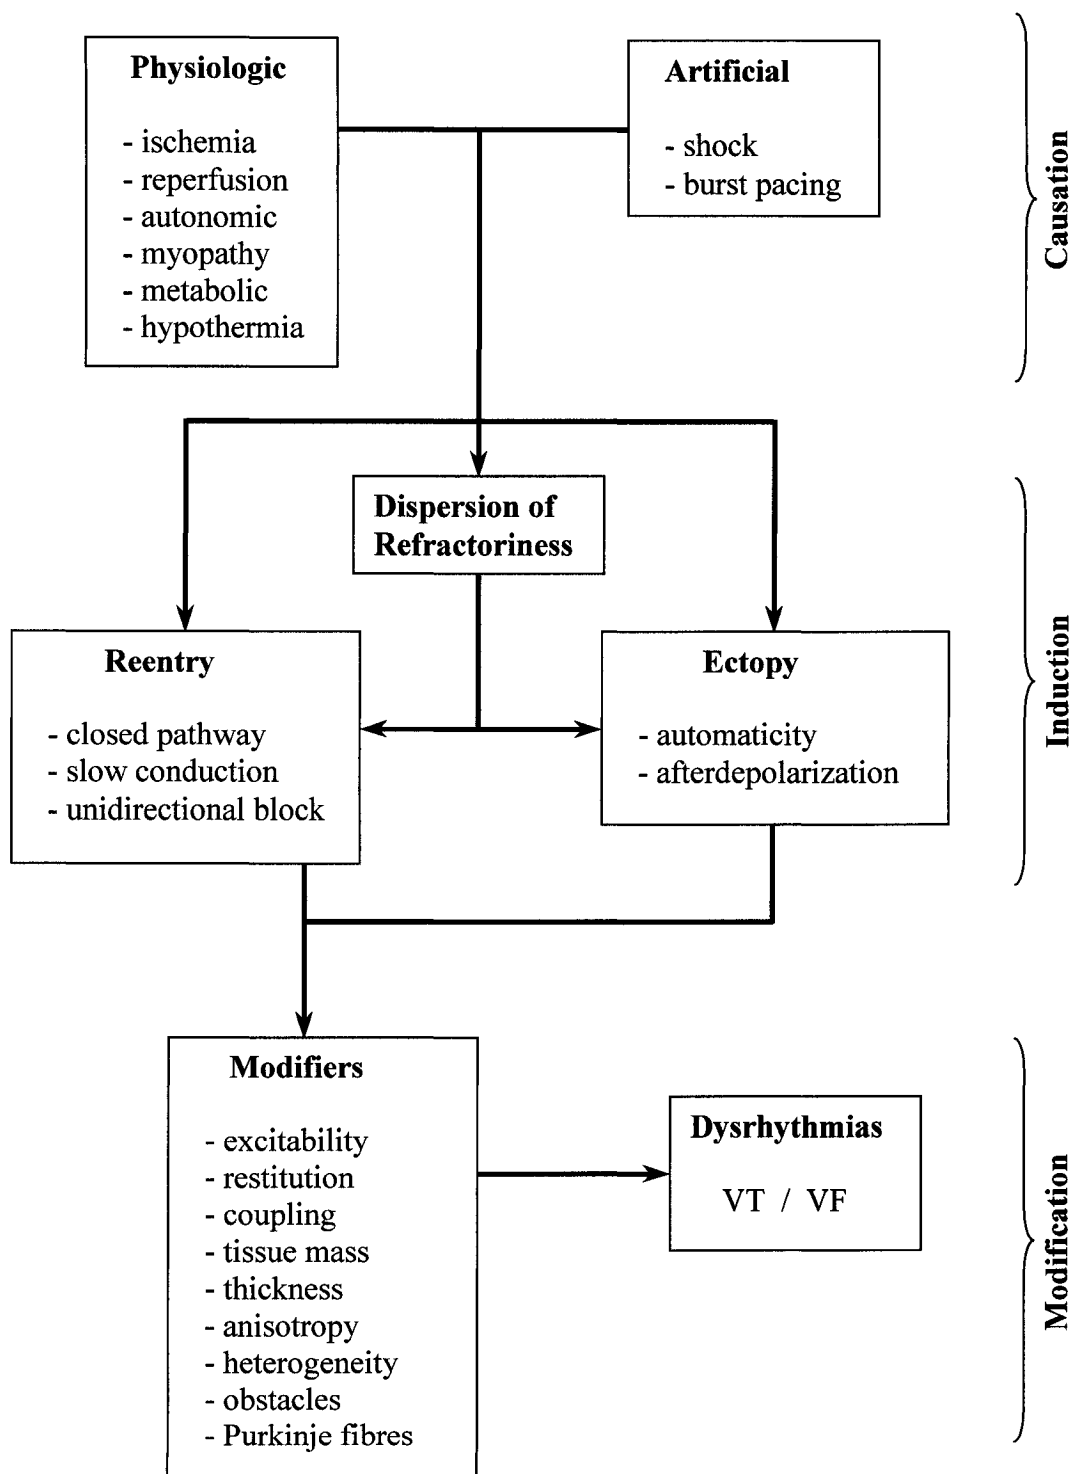 Physiologic
- ischemia
- reperfusion
- autonomic
- myopathy
- metabolic
- hypothermia
Artificial
- shock
- burst pacing
Causation
Dispersion of
Refractoriness
Reentry
- closed pathway
- slow conduction
- unidirectional block
Ectopy
- automaticity
- afterdepolarization
Induction
Modifiers
- excitability
- restitution
- coupling
- tissue mass
- thickness
- anisotropy
- heterogeneity
- obstacles
- Purkinje fibres
Dysrhythmias
VT / VF
Modification